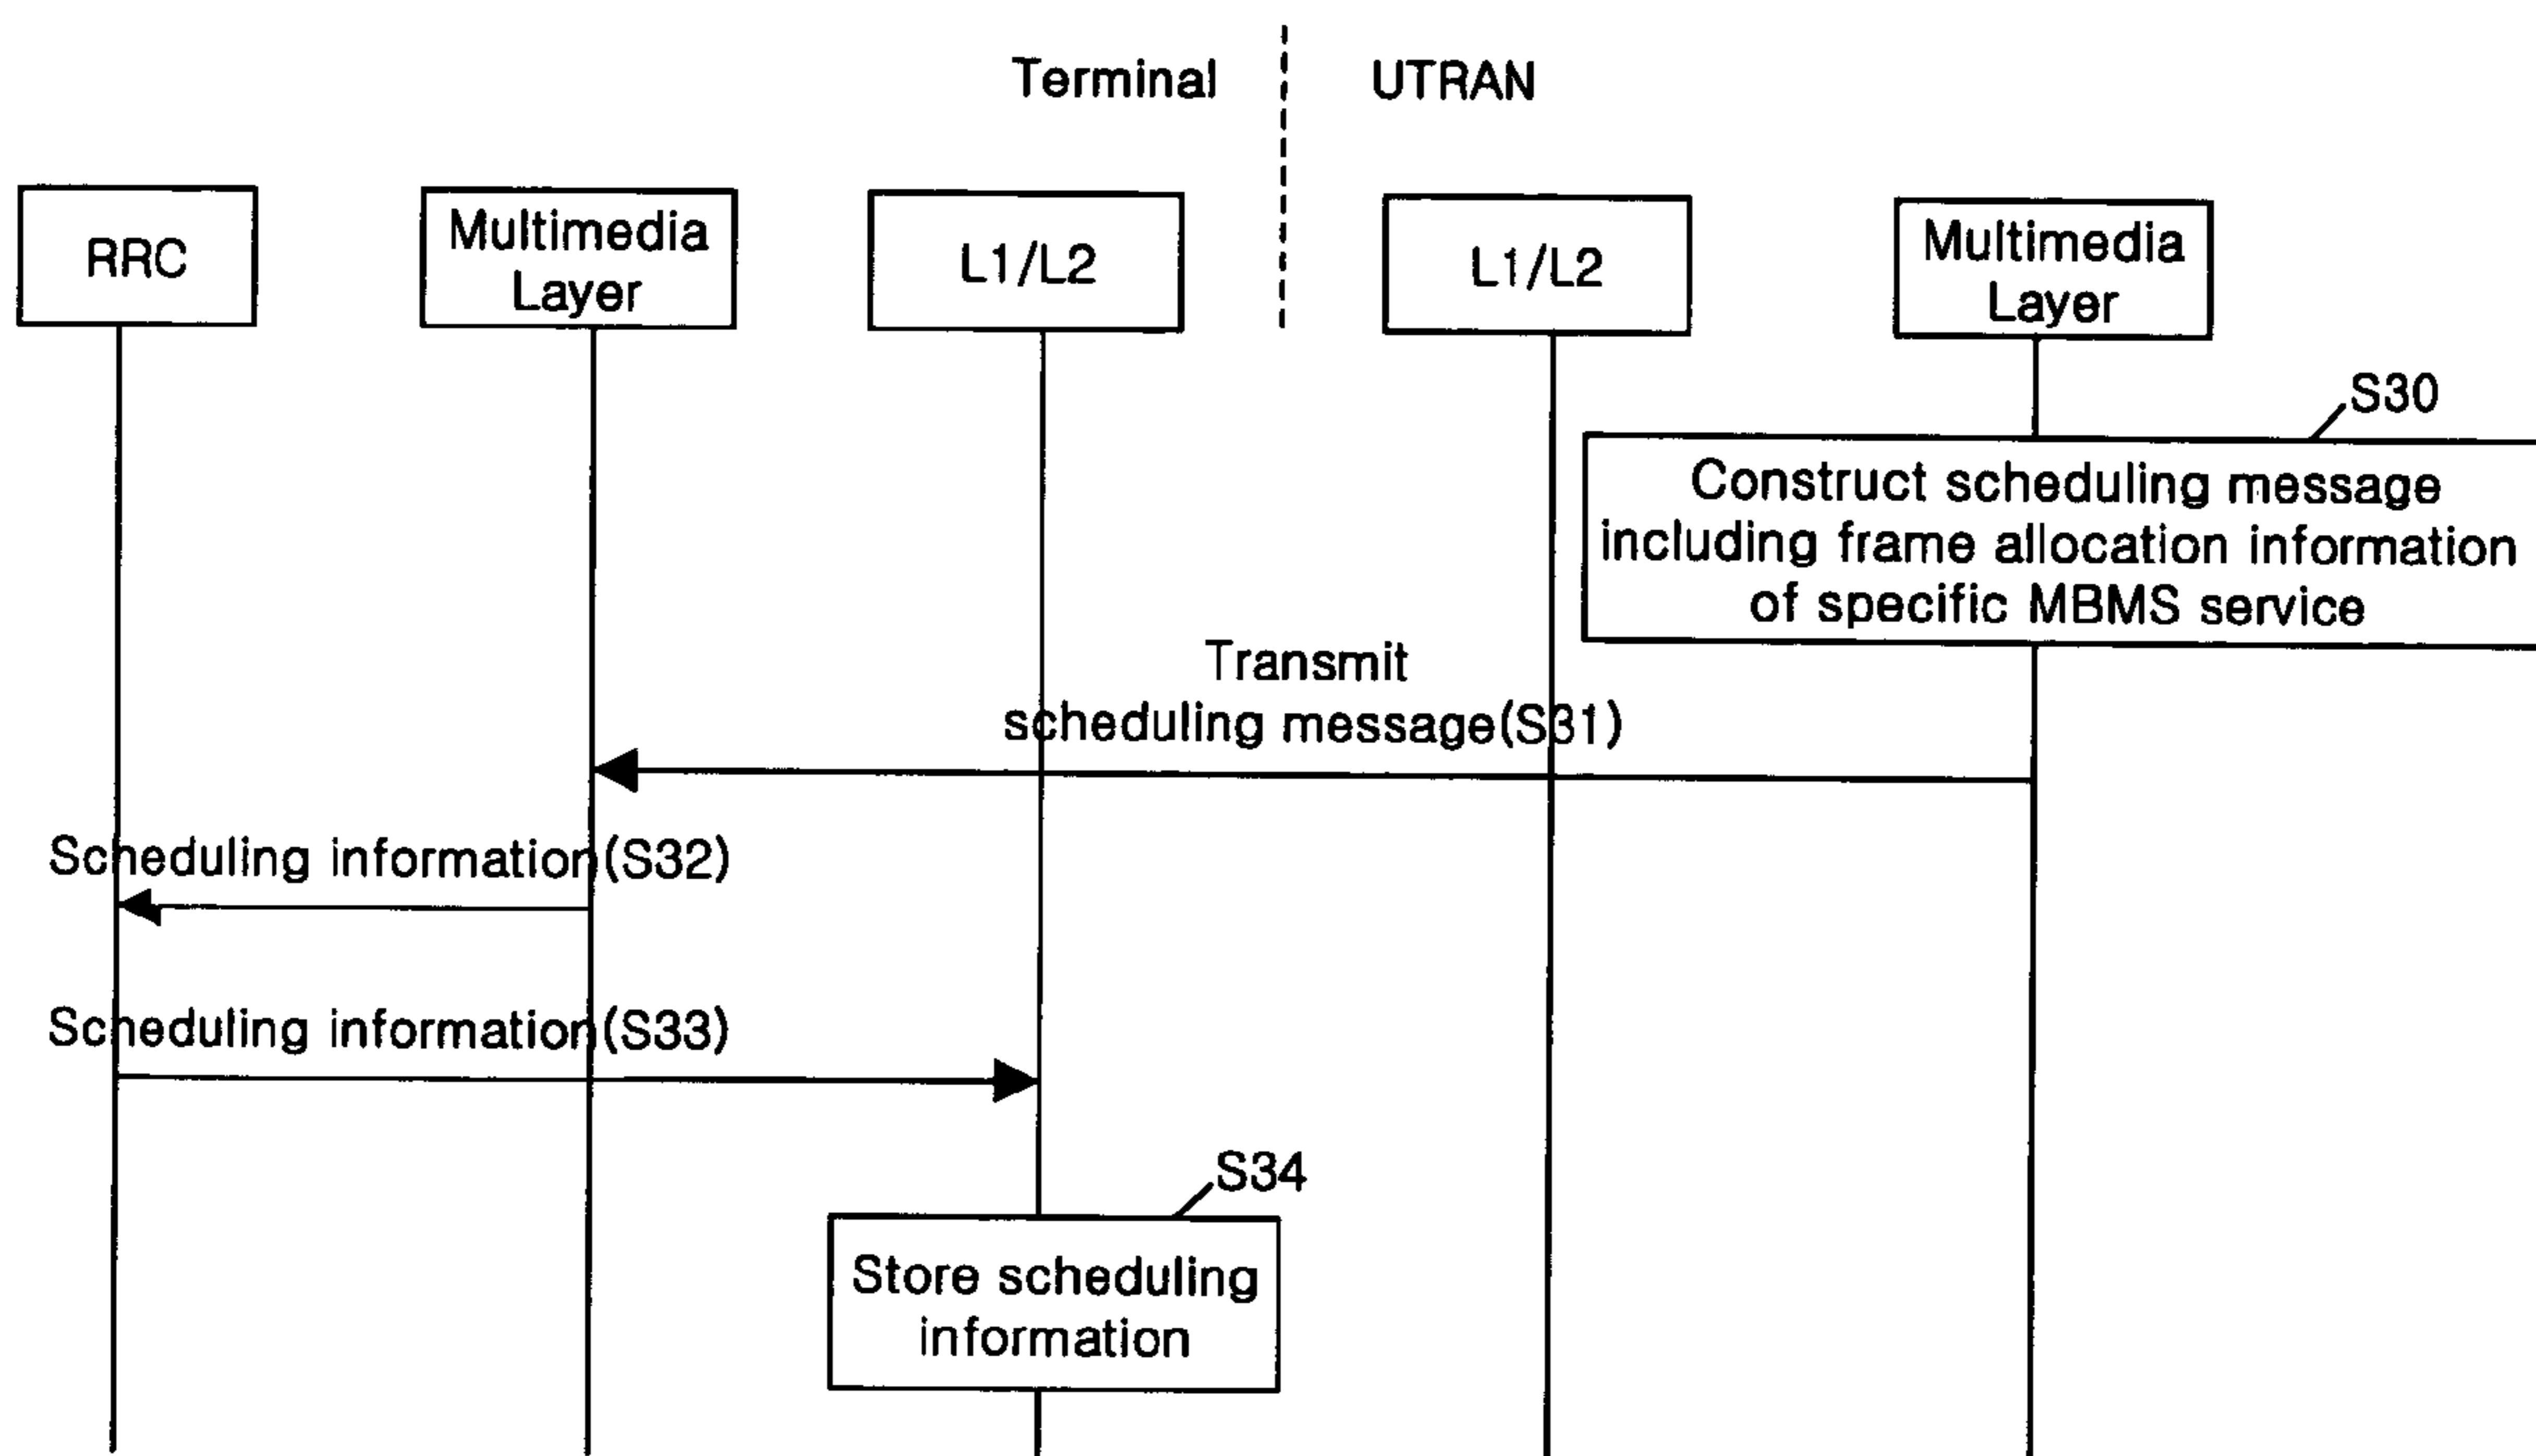 Terminal
UTRAN
RRC
Multimedia
Layer
L1/L2
L1/L2
Multimedia
Layer
S30
Construct scheduling message
including frame allocation information
of specific MBMS service
Transmit
scheduling message(S31)
Scheduling information(S32)
Scheduling information(S33)
S34
Store scheduling
information